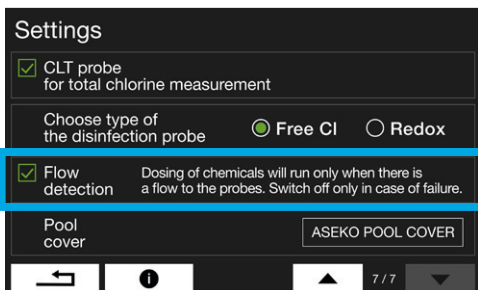 Settings
CLT probe
for total chlorine measurement
Choose type of
the disinfection probe
Free Cl
Redox
Flow
detection
Dosing of chemicals will run only when there is
a flow to the probes. Switch off only in case of failure.
Pool
cover
ASEKO POOL COVER
7/7